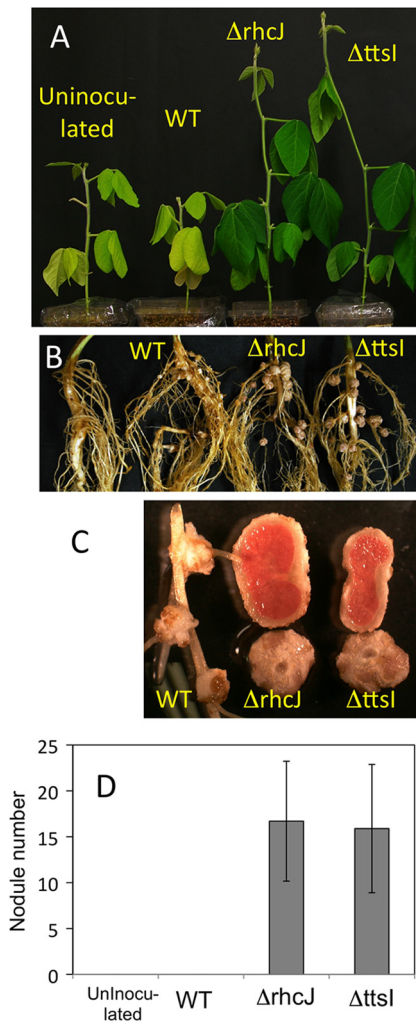 A
ΔrhcJ
ΔttsI
Uninocu-
lated
WT
B
WT
ΔrhcJ
ΔttsI
C
WT
ΔrhcJ
ΔttsI
D
25
20
15
10
5
0
Nodule number
UnInocu-
lated
WT
ΔrhcJ
ΔttsI